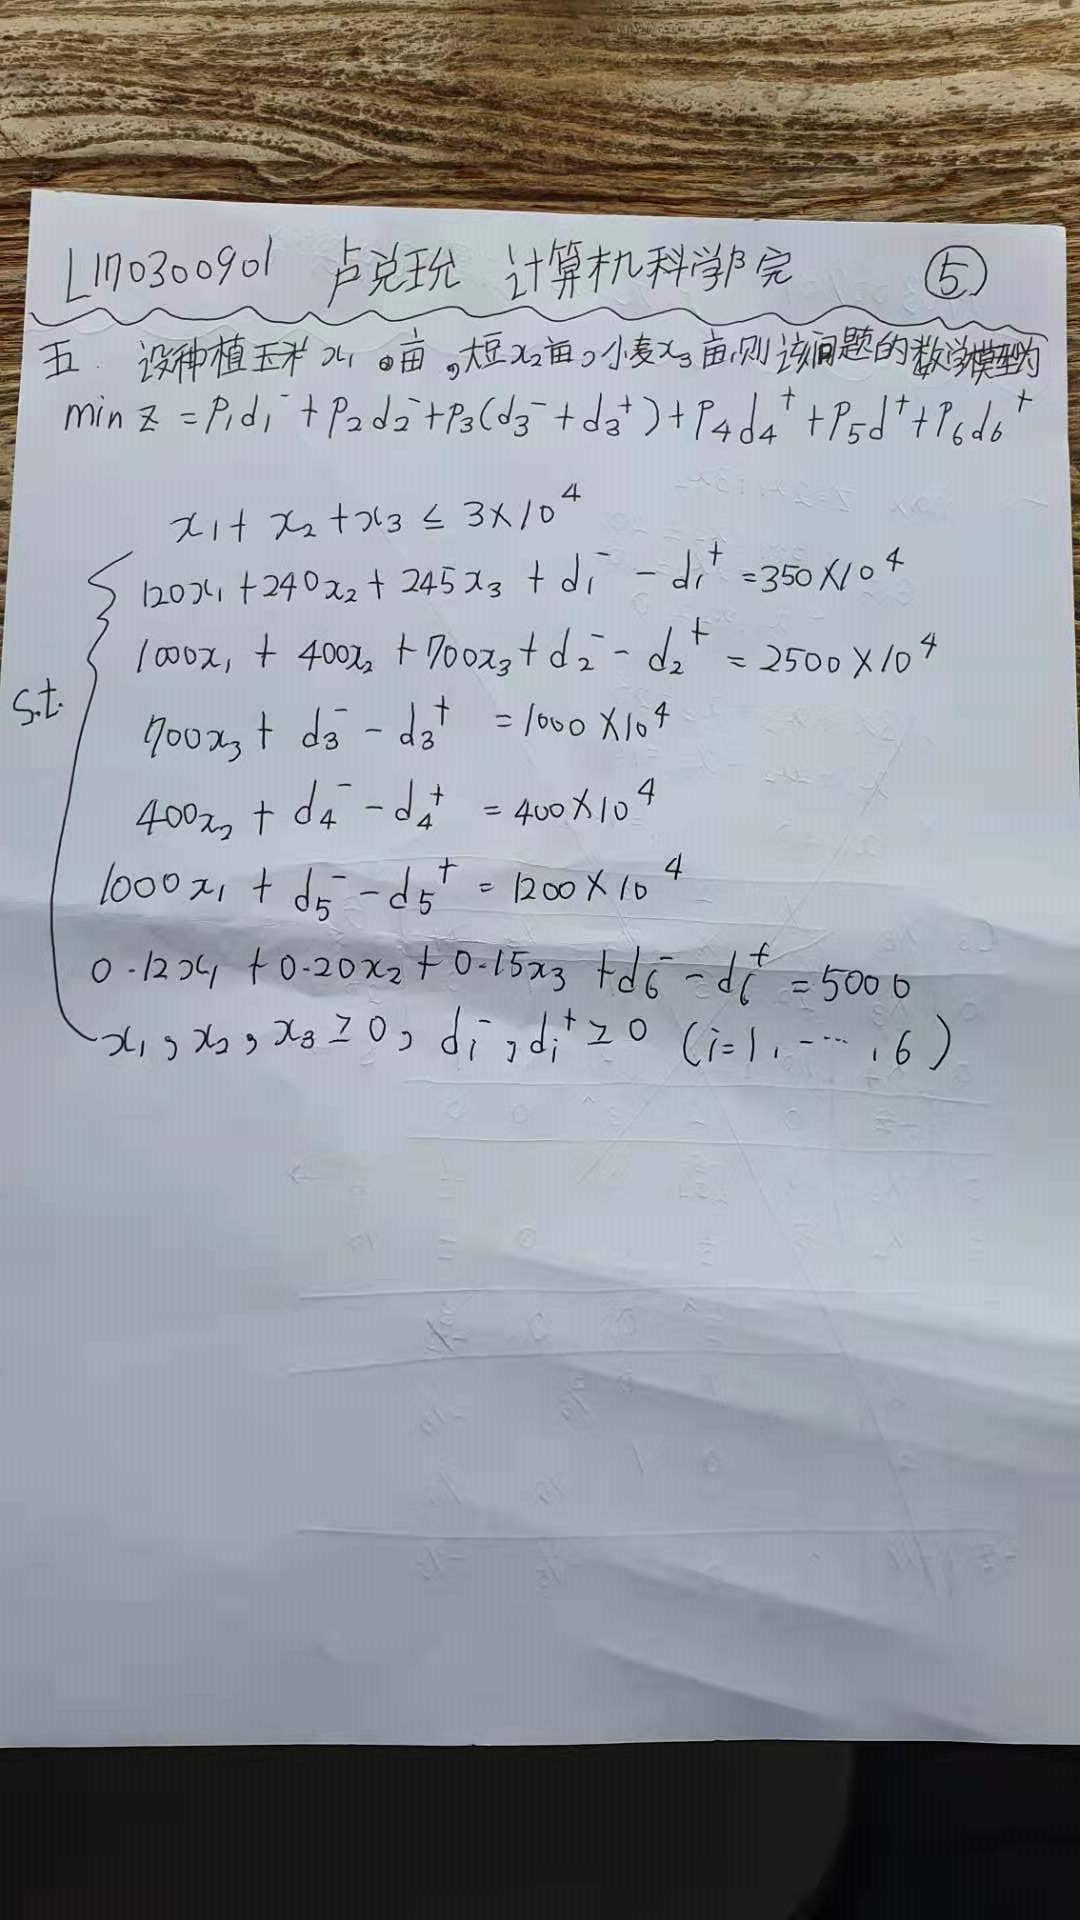 L170300901 卢兑玧 计算机科学学院 ⑤
五. 设种植玉米 x₁ 亩,大豆x₂亩,小麦x₃亩,则该问题的数学模型为
min z = P₁d₁⁻ + P₂d₂⁻ + P₃(d₃⁻ + d₃⁺) + P₄d₄⁺ + P₅d⁺ + P₆d₆⁺
x₁ + x₂ + x₃ ≤ 3×10⁴
120x₁ + 240x₂ + 245x₃ + d₁⁻ - d₁⁺ = 350×10⁴
1000x₁ + 400x₂ + 700x₃ + d₂⁻ - d₂⁺ = 2500×10⁴
s.t.
700x₃ + d₃⁻ - d₃⁺ = 1000×10⁴
400x₂ + d₄⁻ - d₄⁺ = 400×10⁴
1000x₁ + d₅⁻ - d₅⁺ = 1200×10⁴
0.12x₁ + 0.20x₂ + 0.15x₃ + d₆⁻ - d₆⁺ = 5000
x₁, x₂, x₃ ≥ 0, dᵢ⁻, dᵢ⁺ ≥ 0 (i=1, ..., 6)